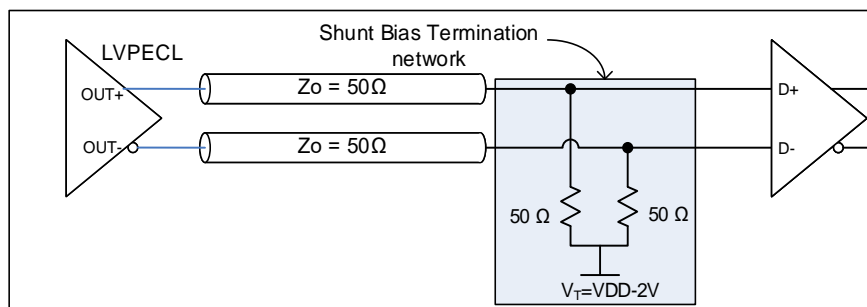 Shunt Bias Termination
network
LVPECL
OUT+
Zo = 50Ω
D+
OUT-
Zo = 50Ω
D-
50 Ω
50 Ω
VT=VDD-2V